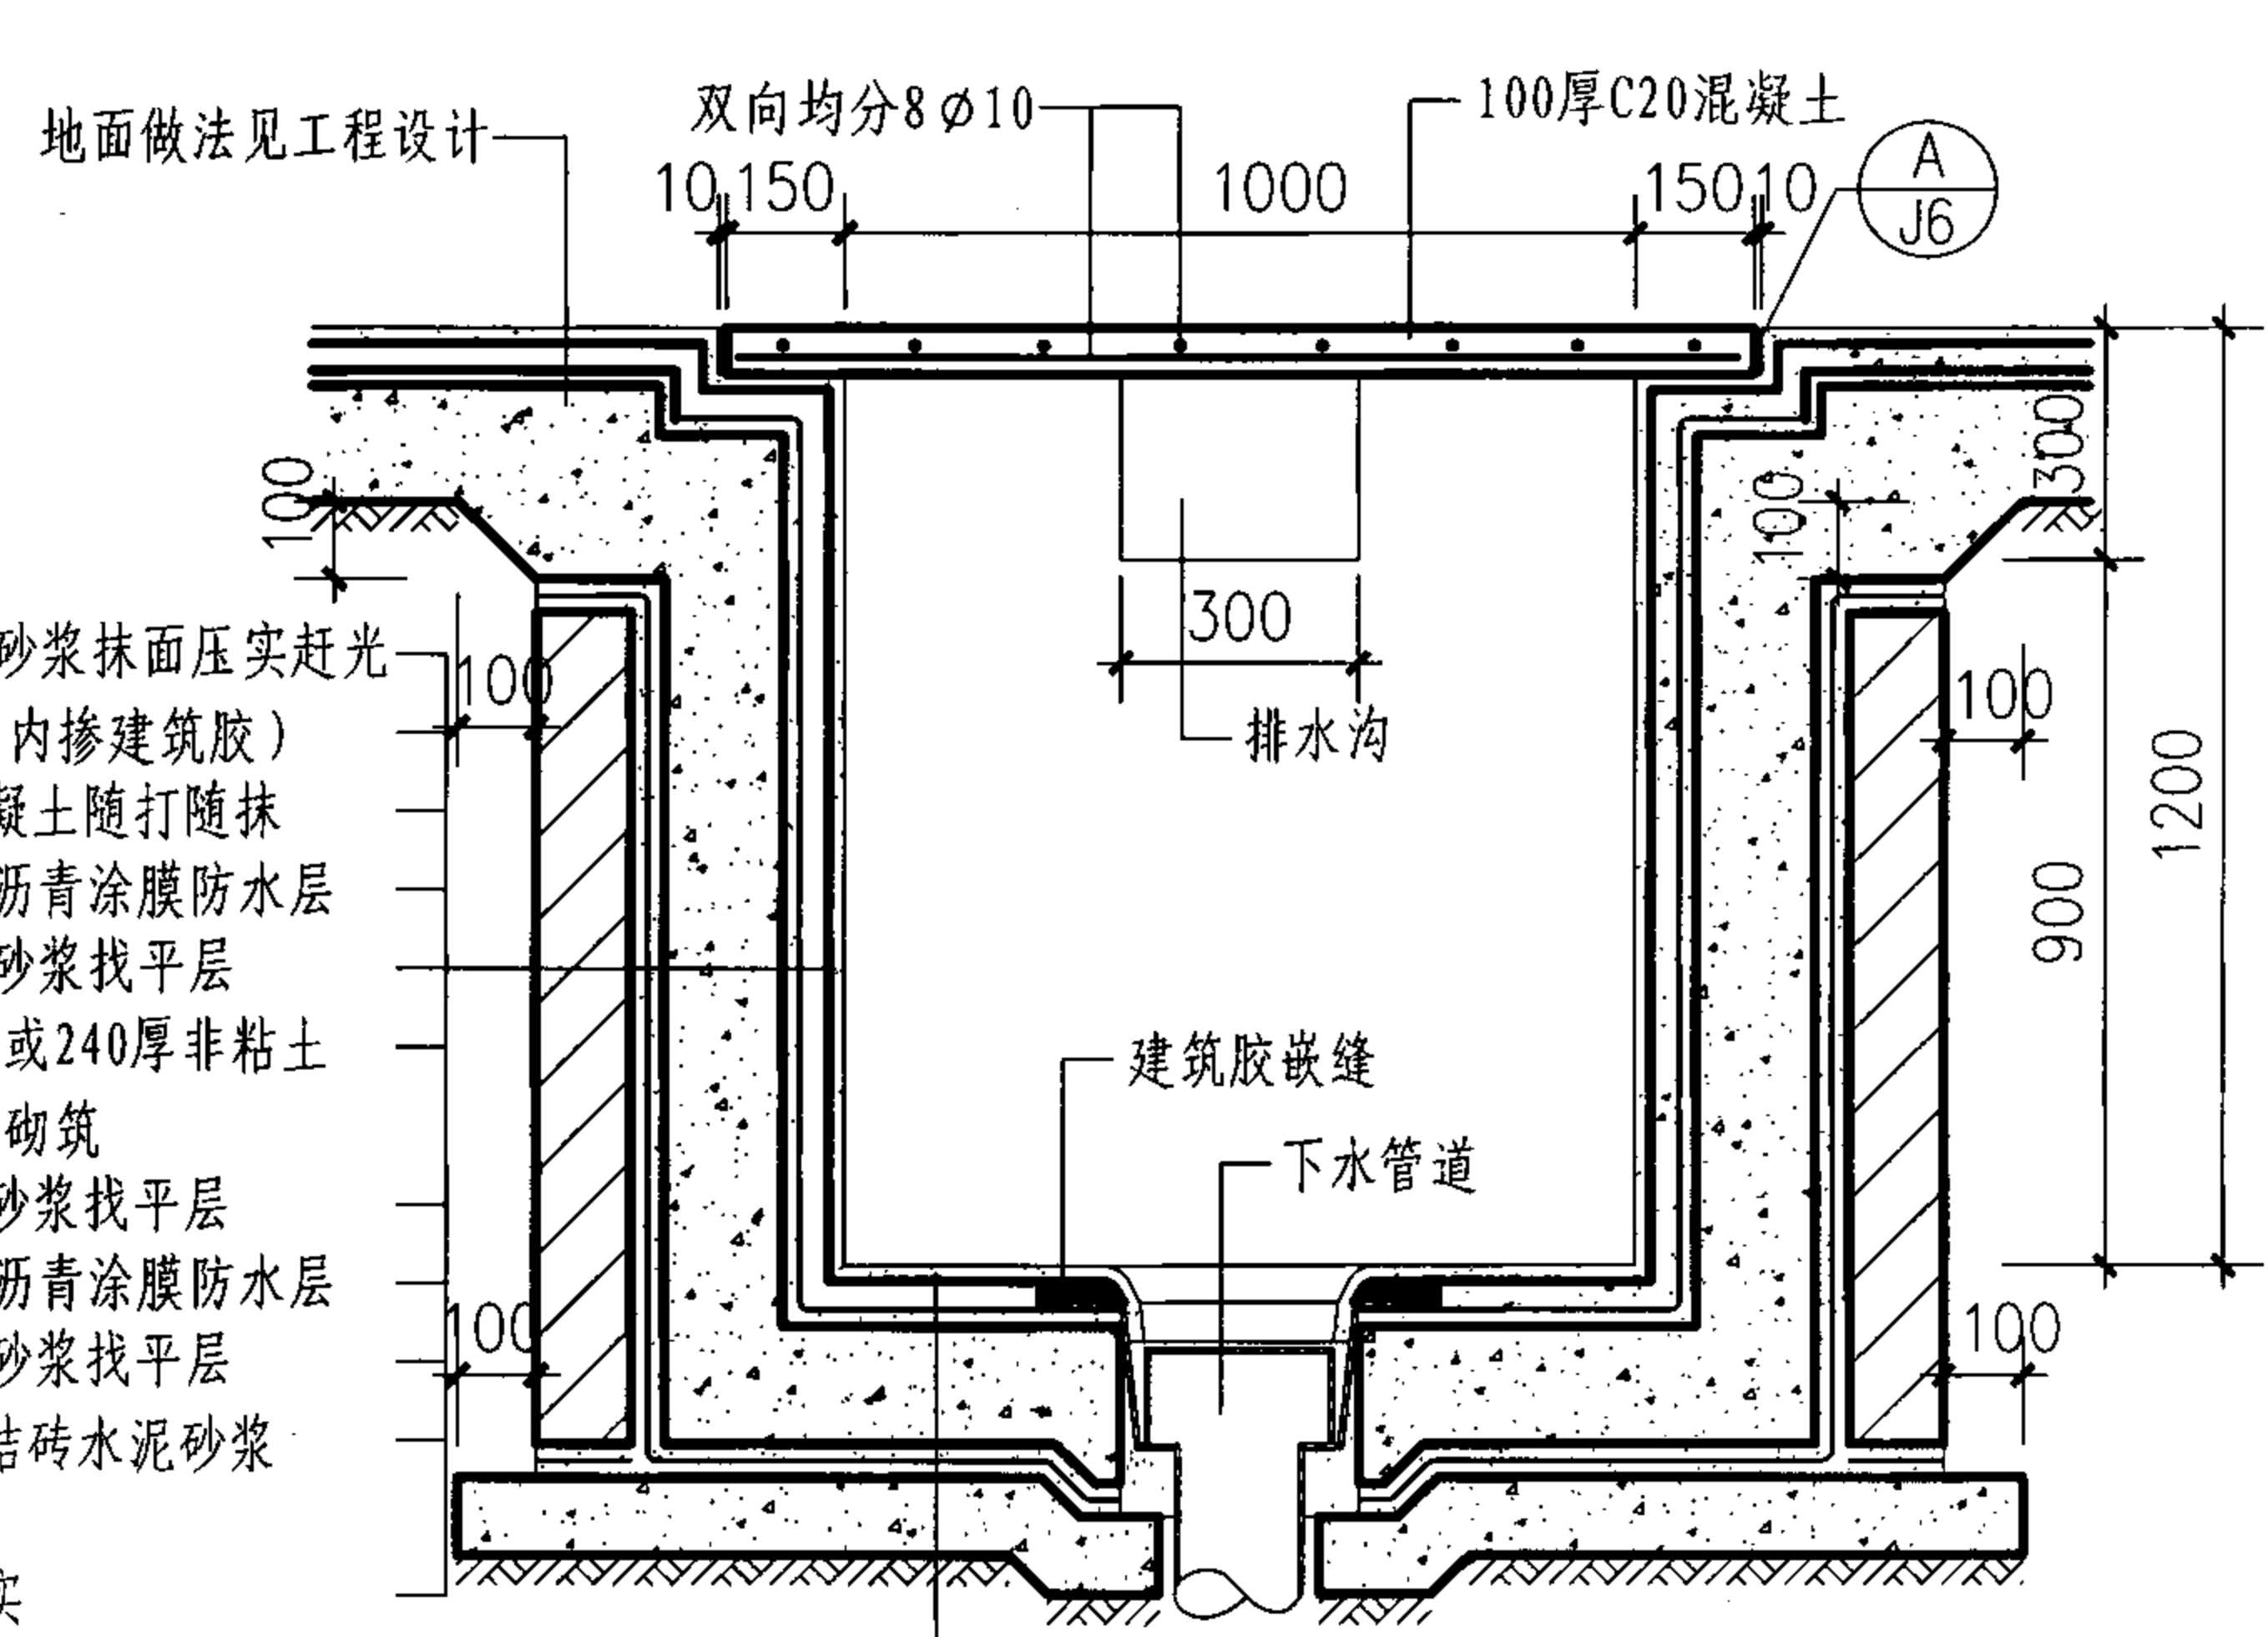 双向均分8∅10
100厚C20混凝土
地面做法见工程设计
A
J6
10 150 1000 150 10
100
300
100
300
砂浆抹面压实赶光
100
100
内掺建筑胶）
排水沟
1200
凝土随打随抹
沥青涂膜防水层
900
砂浆找平层
或240厚非粘土
建筑胶嵌缝
砌筑
下水管道
砂浆找平层
沥青涂膜防水层
100
100
砂浆找平层
结砖水泥砂浆
实